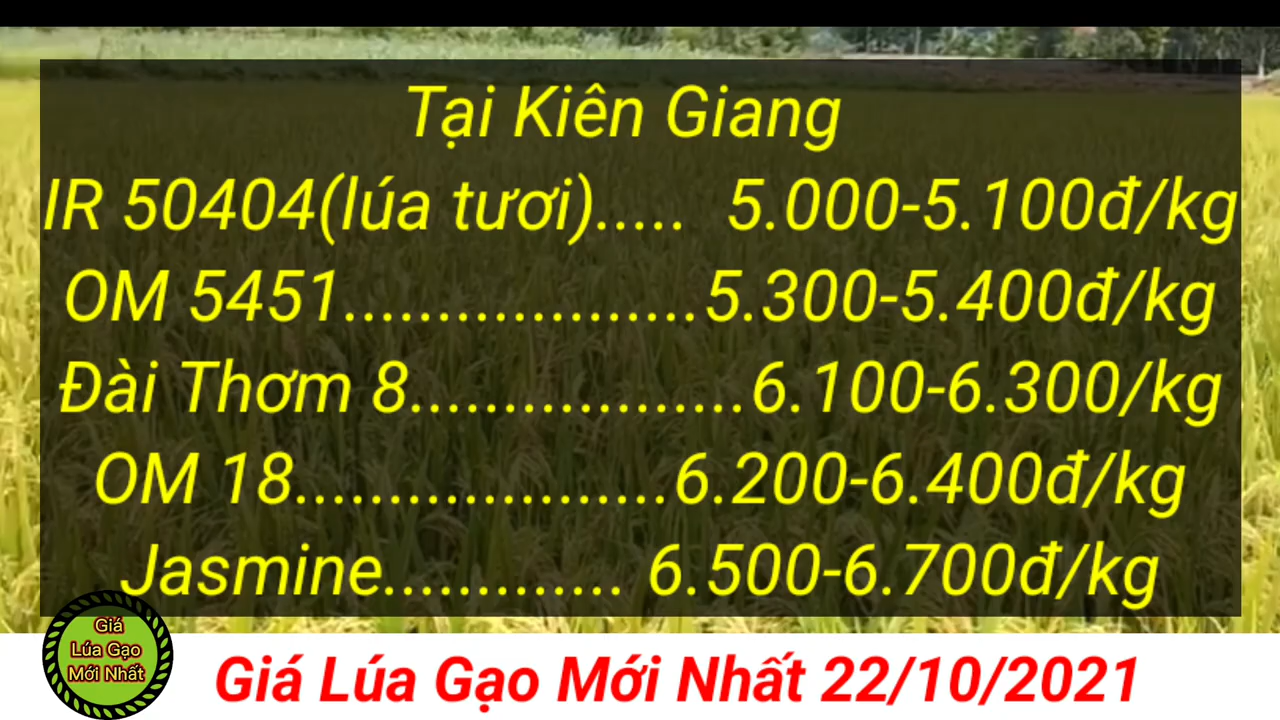 Tại Kiên Giang
IR 50404(lúa tươi)..... 5.000-5.100đ/kg
OM 5451...................5.300-5.400đ/kg
Đài Thơm 8..................6.100-6.300/kg
OM 18....................6.200-6.400đ/kg
Jasmine............. 6.500-6.700đ/kg
Giá
Lúa Gạo
Mới Nhất
Giá Lúa Gạo Mới Nhất 22/10/2021